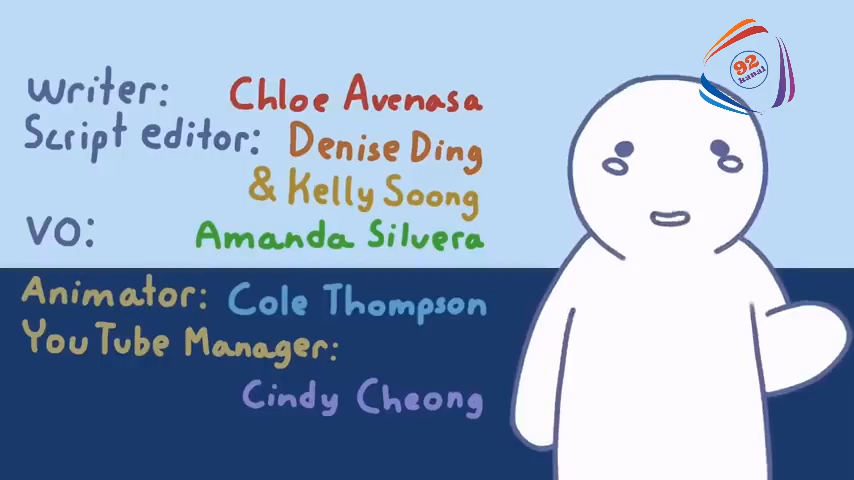 Writer: Chloe Avenasa
Script editor: Denise Ding
& Kelly Soong
VO: Amanda Silvera
Animator: Cole Thompson
YouTube Manager:
Cindy Cheong
92
kanal